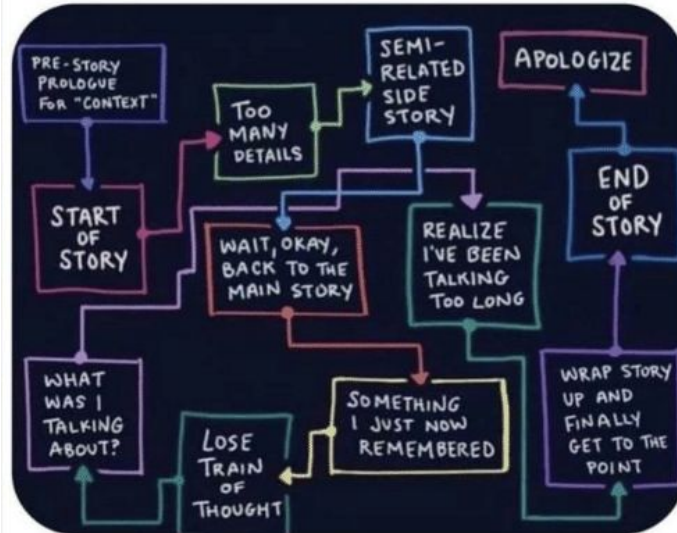 PRE-STORY
PROLOGUE
FOR "CONTEXT"
START
OF
STORY
TOO
MANY
DETAILS
SEMI-
RELATED
SIDE
STORY
WAIT, OKAY,
BACK TO THE
MAIN STORY
SOMETHING
I JUST NOW
REMEMBERED
LOSE
TRAIN
OF
THOUGHT
WHAT
WAS I
TALKING
ABOUT?
REALIZE
I'VE BEEN
TALKING
TOO LONG
WRAP STORY
UP AND
FINALLY
GET TO THE
POINT
END
OF
STORY
APOLOGIZE